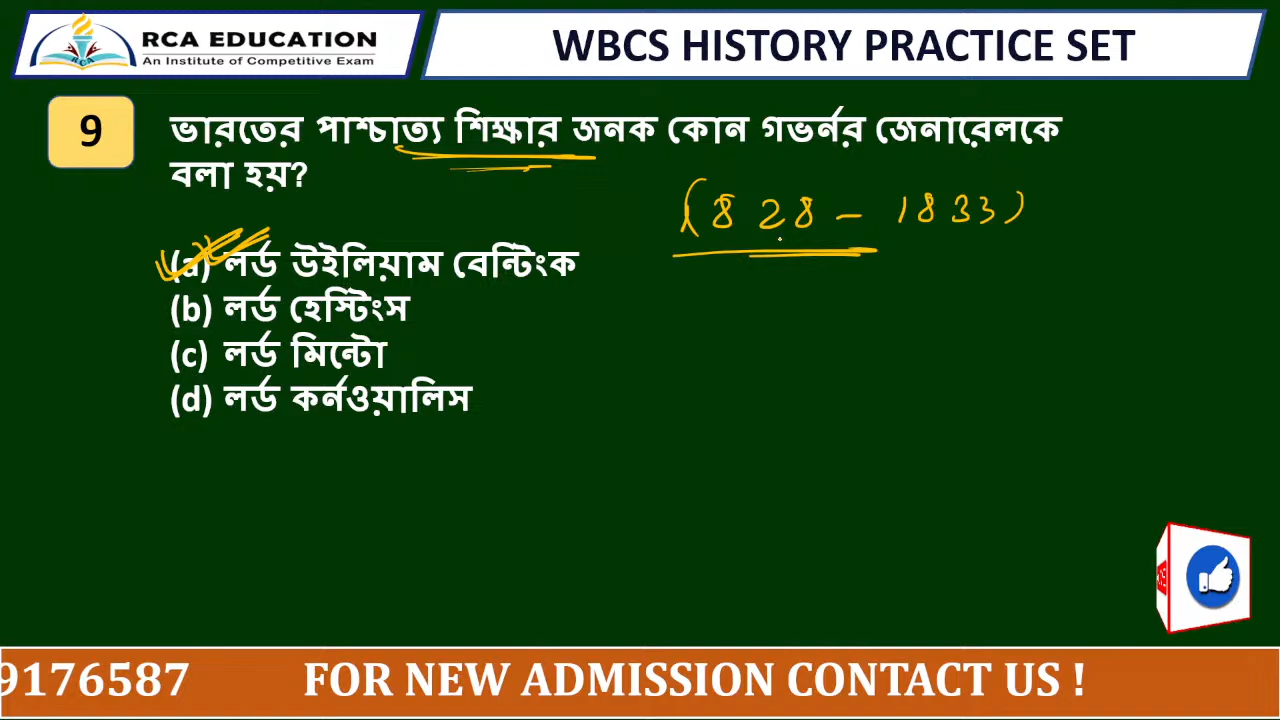 RCA EDUCATION
An Institute of Competitive Exam
RCA
WBCS HISTORY PRACTICE SET
9
ভারতের পাশ্চাত্য শিক্ষার জনক কোন গভর্নর জেনারেলকে
বলা হয়?
(1828 - 1833)
(a) লর্ড উইলিয়াম বেন্টিংক
(b) লর্ড হেস্টিংস
(c) লর্ড মিন্টো
(d) লর্ড কর্নওয়ালিস
9176587 FOR NEW ADMISSION CONTACT US !